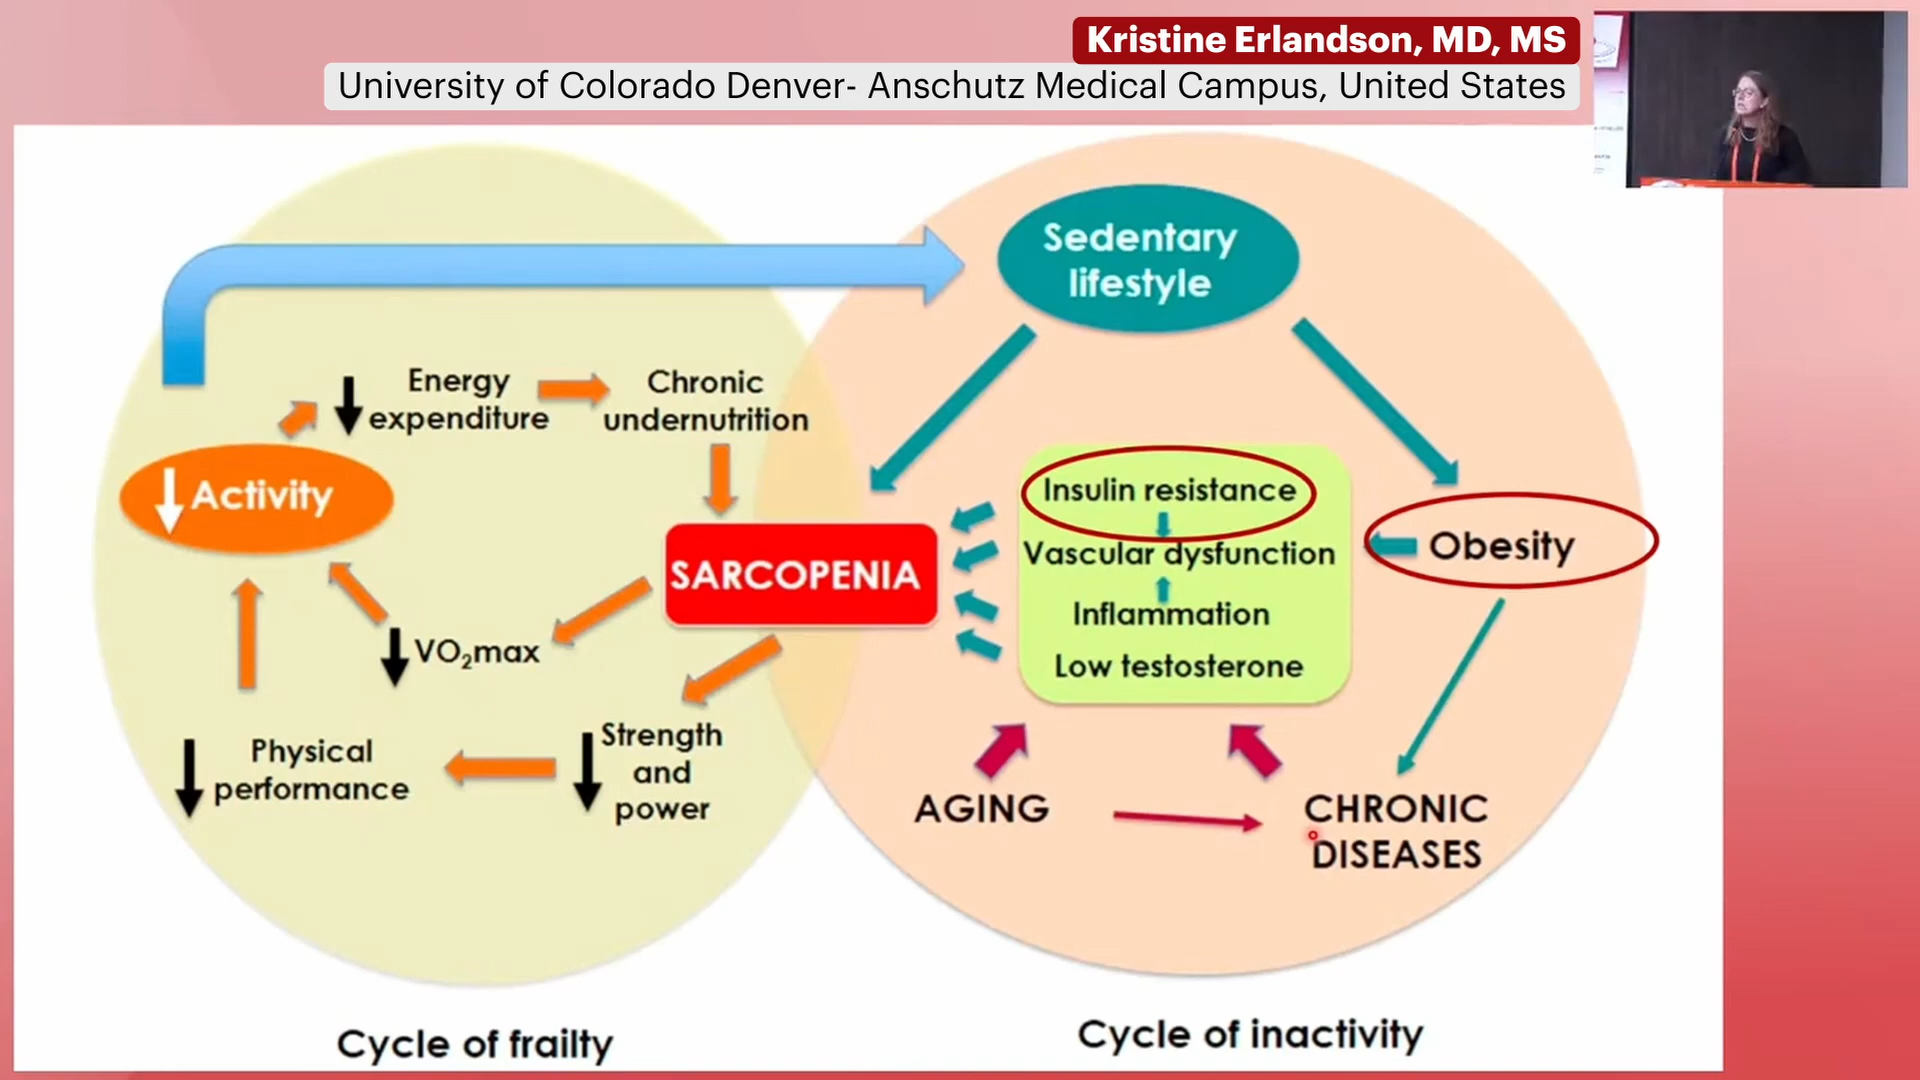 Kristine Erlandson, MD, MS
University of Colorado Denver- Anschutz Medical Campus, United States
Sedentary
lifestyle
Energy
expenditure
Chronic
undernutrition
Activity
SARCOPENIA
VO₂max
Physical
performance
Strength
and
power
Insulin resistance
Vascular dysfunction
Inflammation
Low testosterone
Obesity
AGING
CHRONIC
DISEASES
Cycle of frailty
Cycle of inactivity